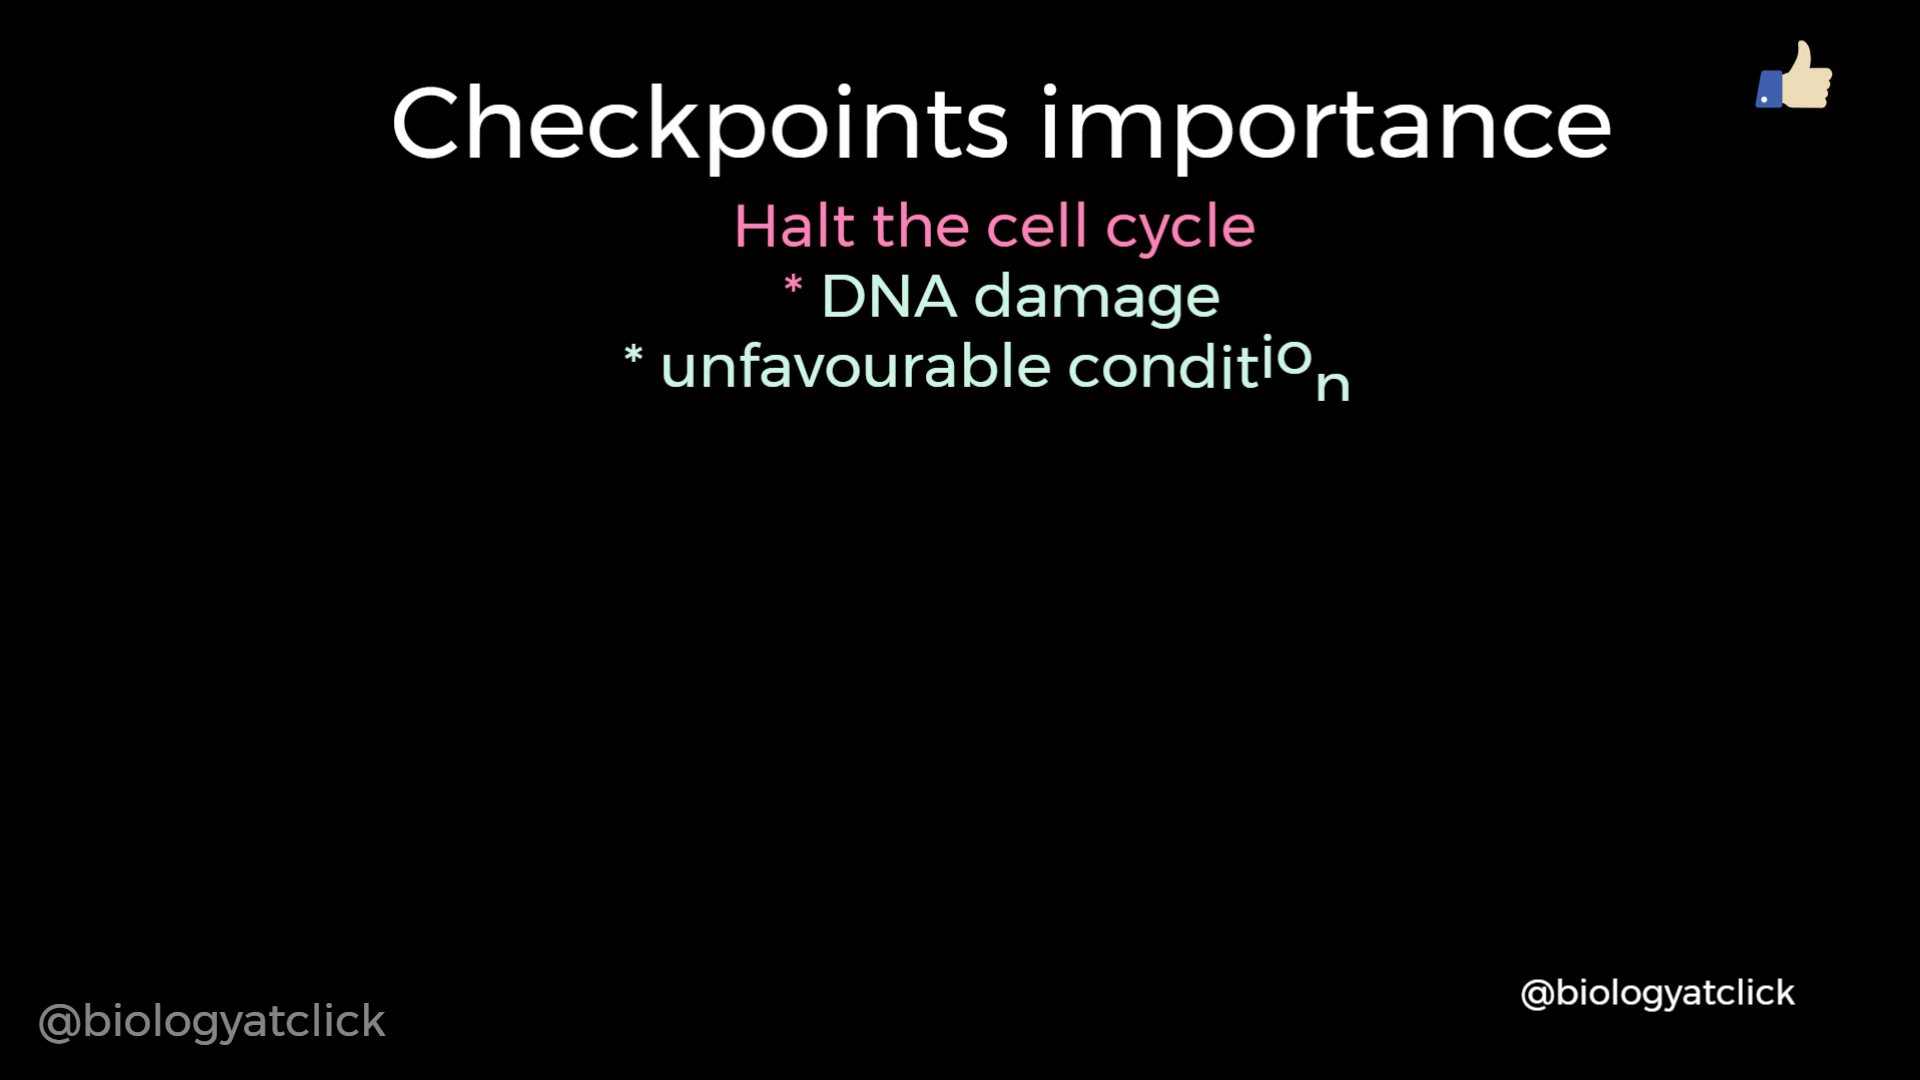 Checkpoints importance
Halt the cell cycle
* DNA damage
* unfavourable condition
@biologyatclick
@biologyatclick